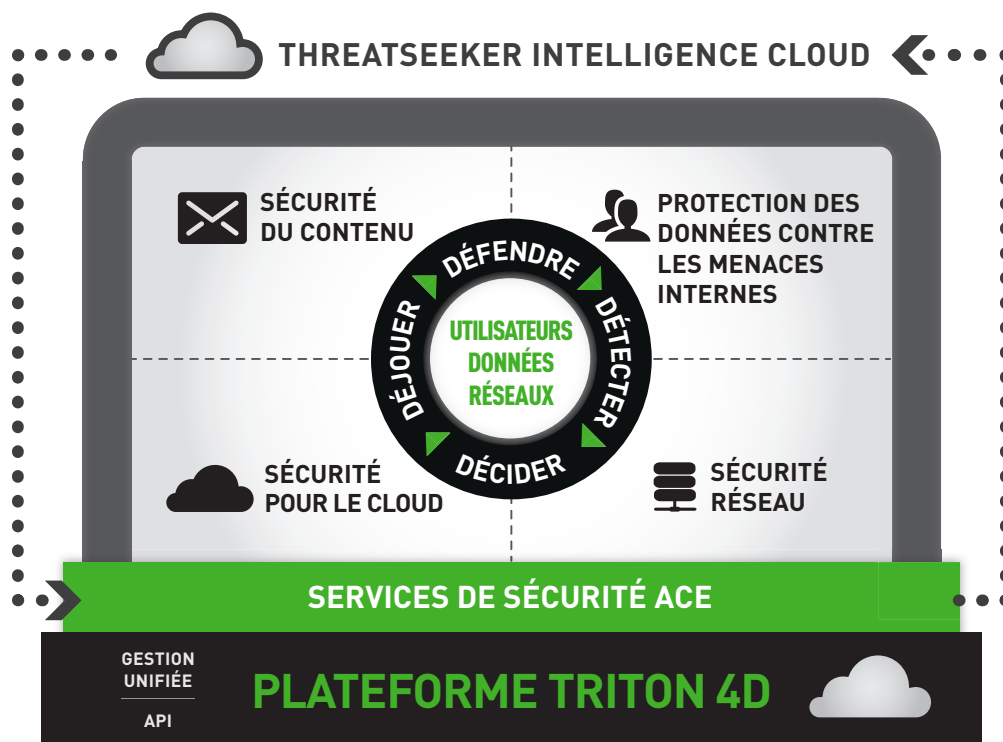 THREATSEEKER INTELLIGENCE CLOUD
SÉCURITÉ
DU CONTENU
PROTECTION DES
DONNÉES CONTRE
LES MENACES
INTERNES
DÉFENDRE
DÉTECTER
DÉCIDER
DÉJOUER
UTILISATEURS
DONNÉES
RÉSEAUX
SÉCURITÉ
POUR LE CLOUD
SÉCURITÉ
RÉSEAU
SERVICES DE SÉCURITÉ ACE
GESTION
UNIFIÉE
API
PLATEFORME TRITON 4D